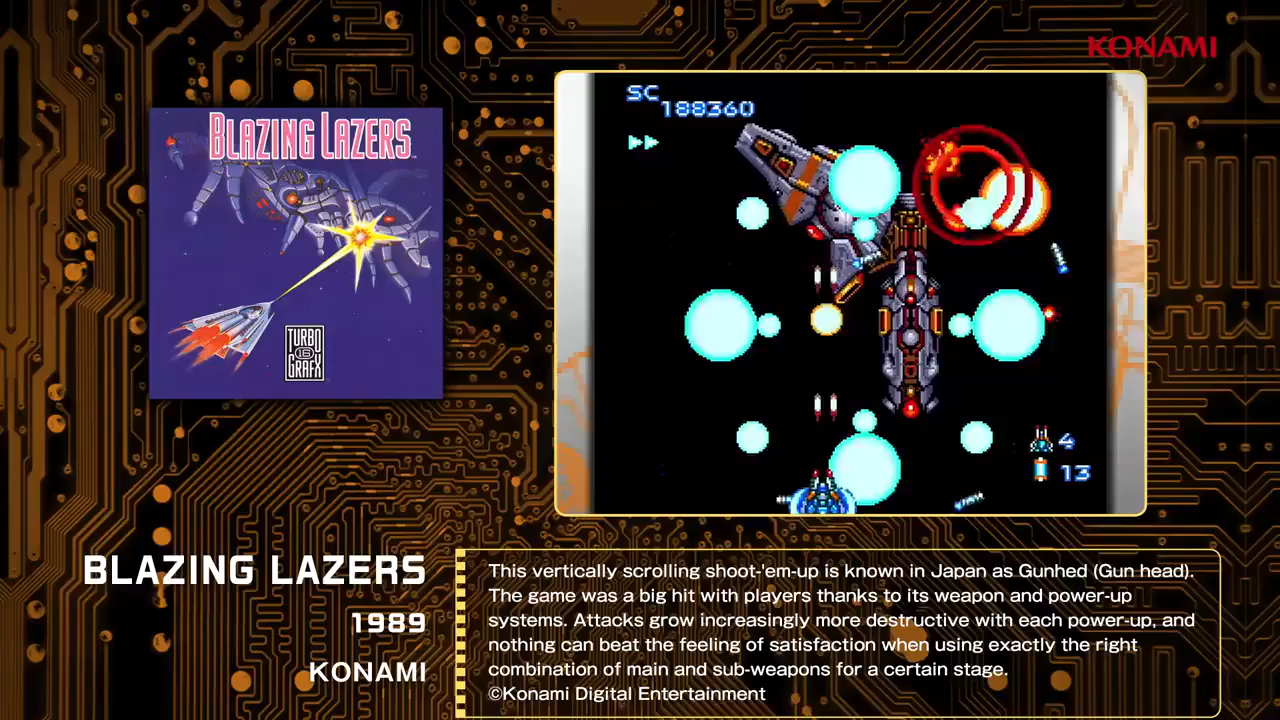 KONAMI
BLAZING LAZERS
TURBO
16
GRAFX
SC
188360
4
13
BLAZING LAZERS
1989
KONAMI
This vertically scrolling shoot-'em-up is known in Japan as Gunhed (Gun head).
The game was a big hit with players thanks to its weapon and power-up
systems. Attacks grow increasingly more destructive with each power-up, and
nothing can beat the feeling of satisfaction when using exactly the right
combination of main and sub-weapons for a certain stage.
©Konami Digital Entertainment